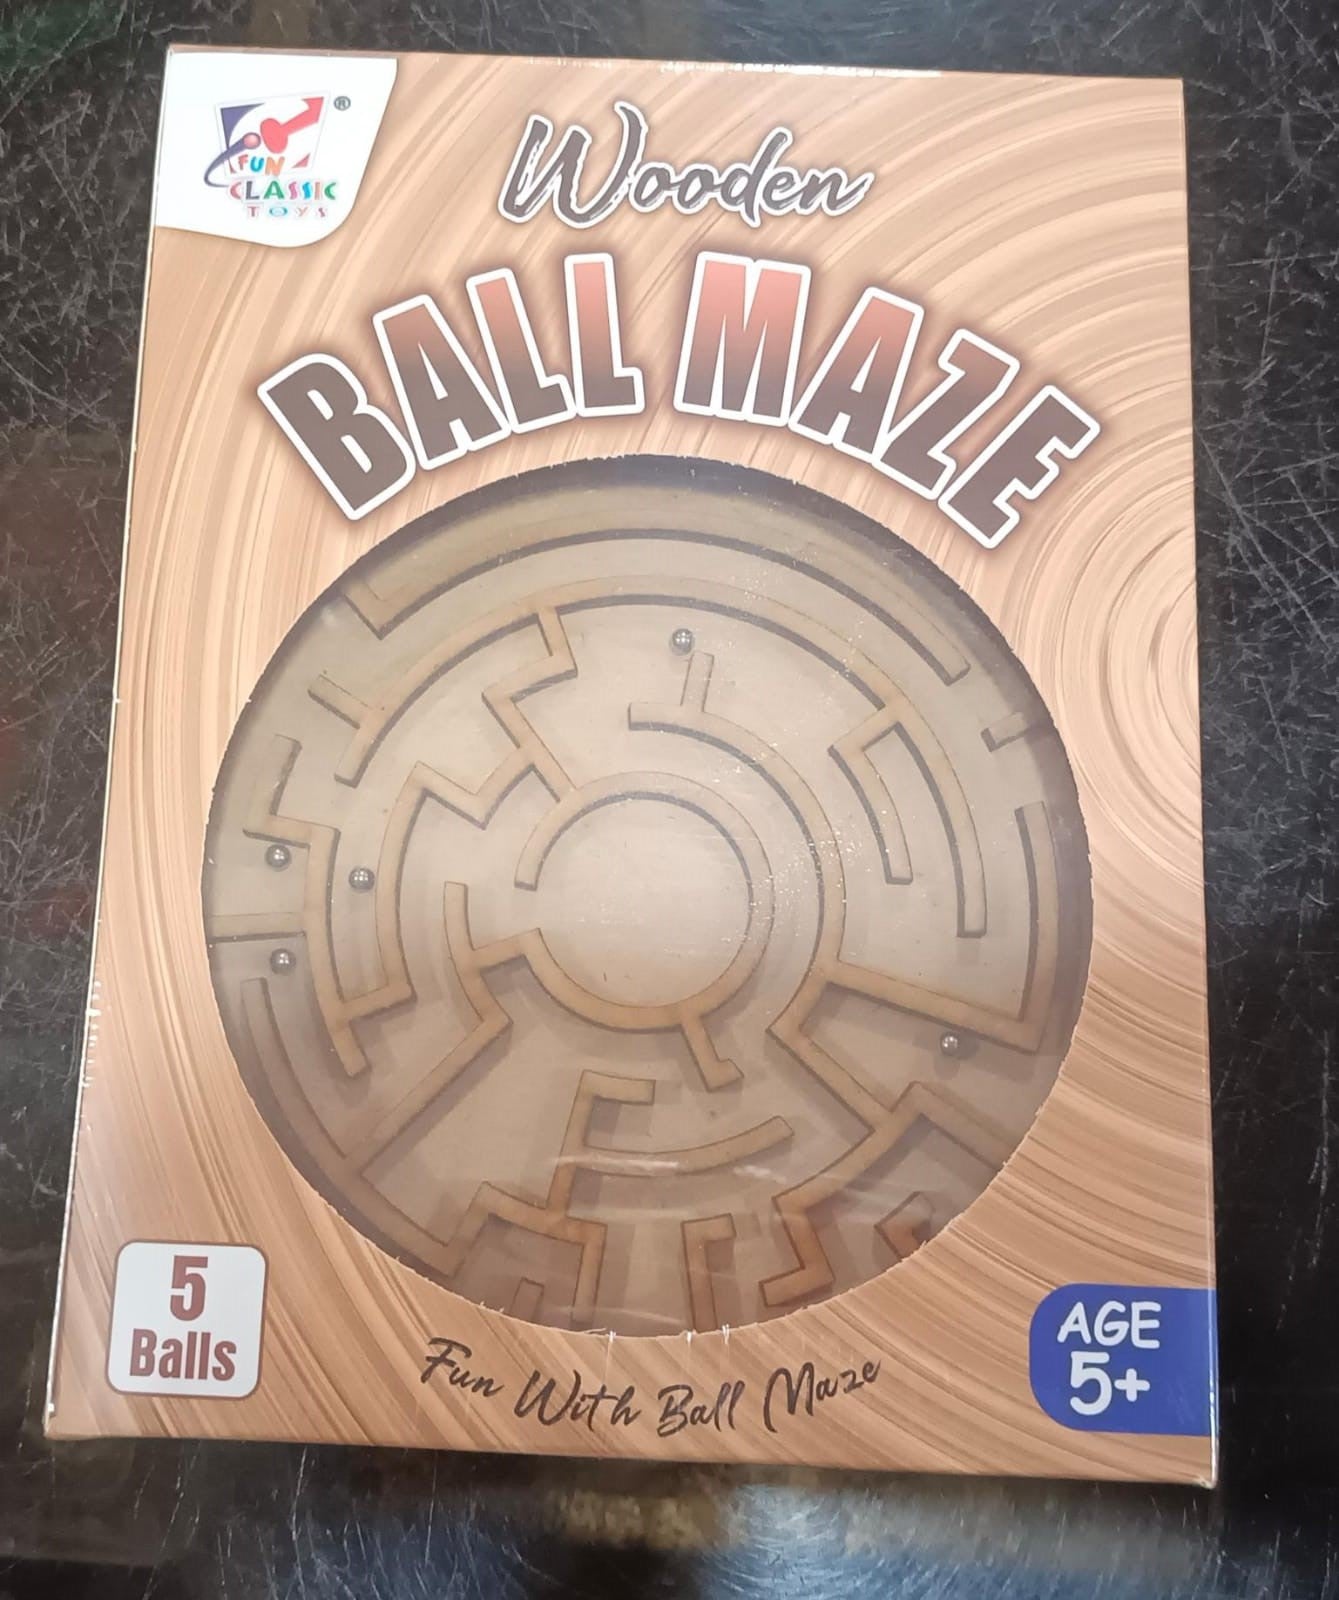 FUN
CLASSIC
TOYS
®
Wooden
BALL MAZE
5
Balls
Fun With Ball Maze
AGE
5+